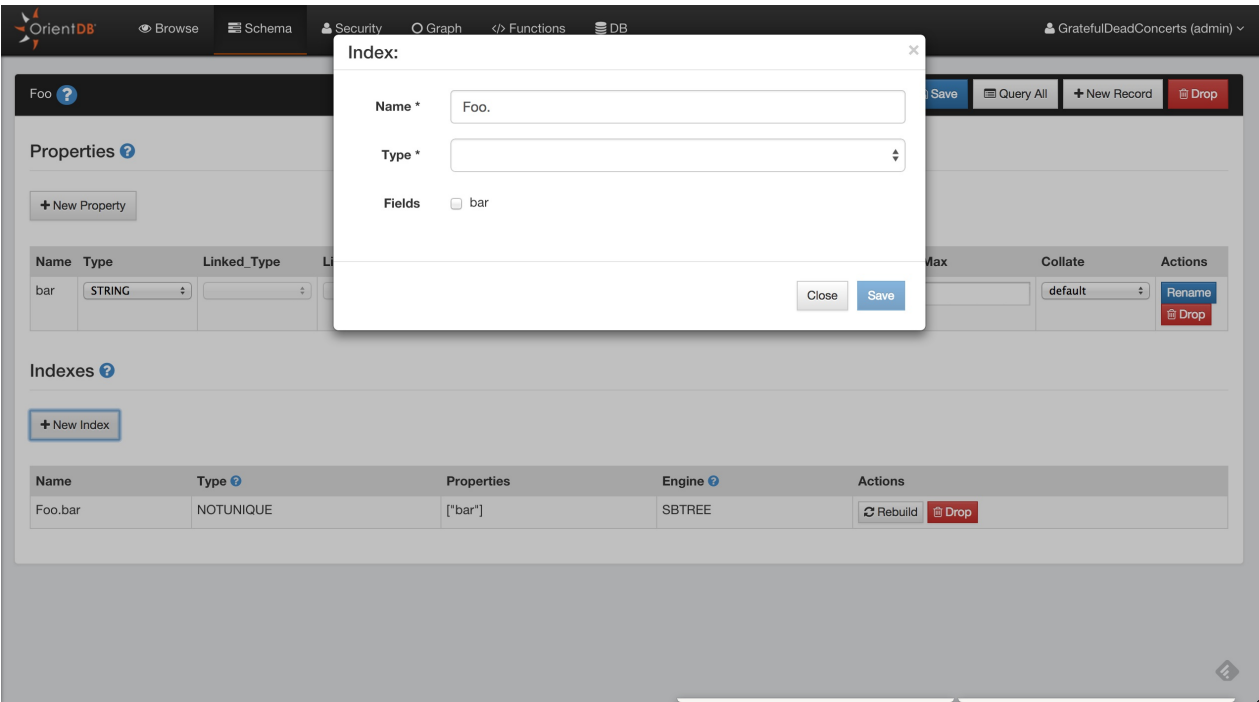 OrientDB Browse Schema Security Graph </> Functions DB GratefulDeadConcerts (admin)
Index: ×
Foo ? Save Query All + New Record Drop
Name * Foo.
Properties ?
Type *
+ New Property
Fields bar
Name Type Linked_Type Li Max Collate Actions
bar STRING default Rename
Close Save
Drop
Indexes ?
+ New Index
Name Type ? Properties Engine ? Actions
Foo.bar NOTUNIQUE ["bar"] SBTREE Rebuild Drop